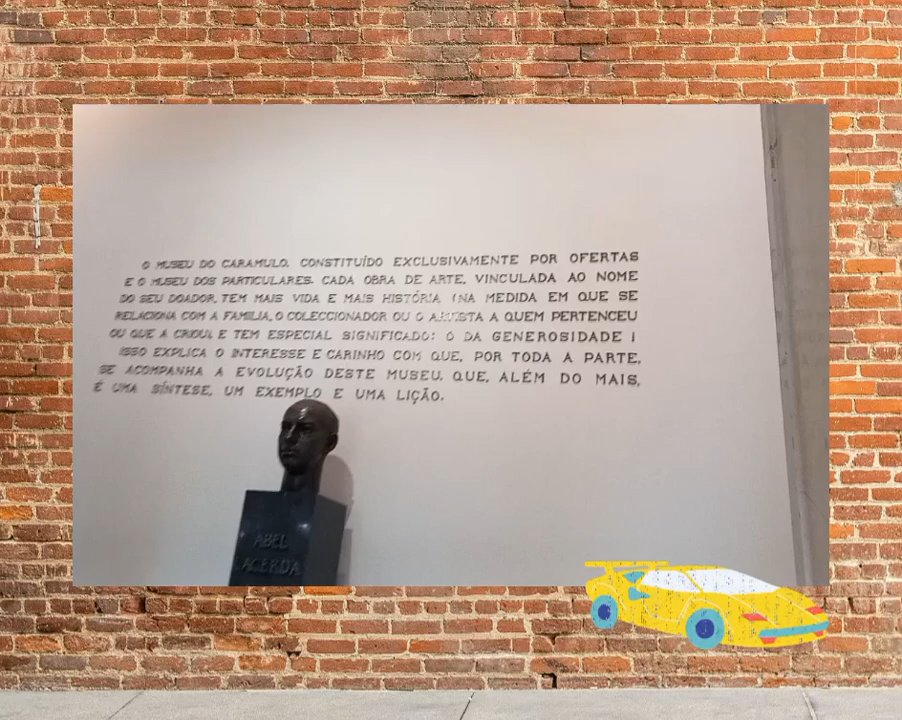 O MUSEU DO CARAMULO, CONSTITUÍDO EXCLUSIVAMENTE POR OFERTAS
E O MUSEU DOS PARTICULARES. CADA OBRA DE ARTE, VINCULADA AO NOME
DO SEU DOADOR, TEM MAIS VIDA E MAIS HISTÓRIA (NA MEDIDA EM QUE SE
RELACIONA COM A FAMILIA, O COLECCIONADOR OU O ARTISTA A QUEM PERTENCEU
OU QUE A CRIOU) E TEM ESPECIAL SIGNIFICADO: O DA GENEROSIDADE !
ISSO EXPLICA O INTERESSE E CARINHO COM QUE, POR TODA A PARTE,
SE ACOMPANHA A EVOLUÇÃO DESTE MUSEU, QUE, ALÉM DO MAIS,
É UMA SÍNTESE, UM EXEMPLO E UMA LIÇÃO.
ABEL
LACERDA